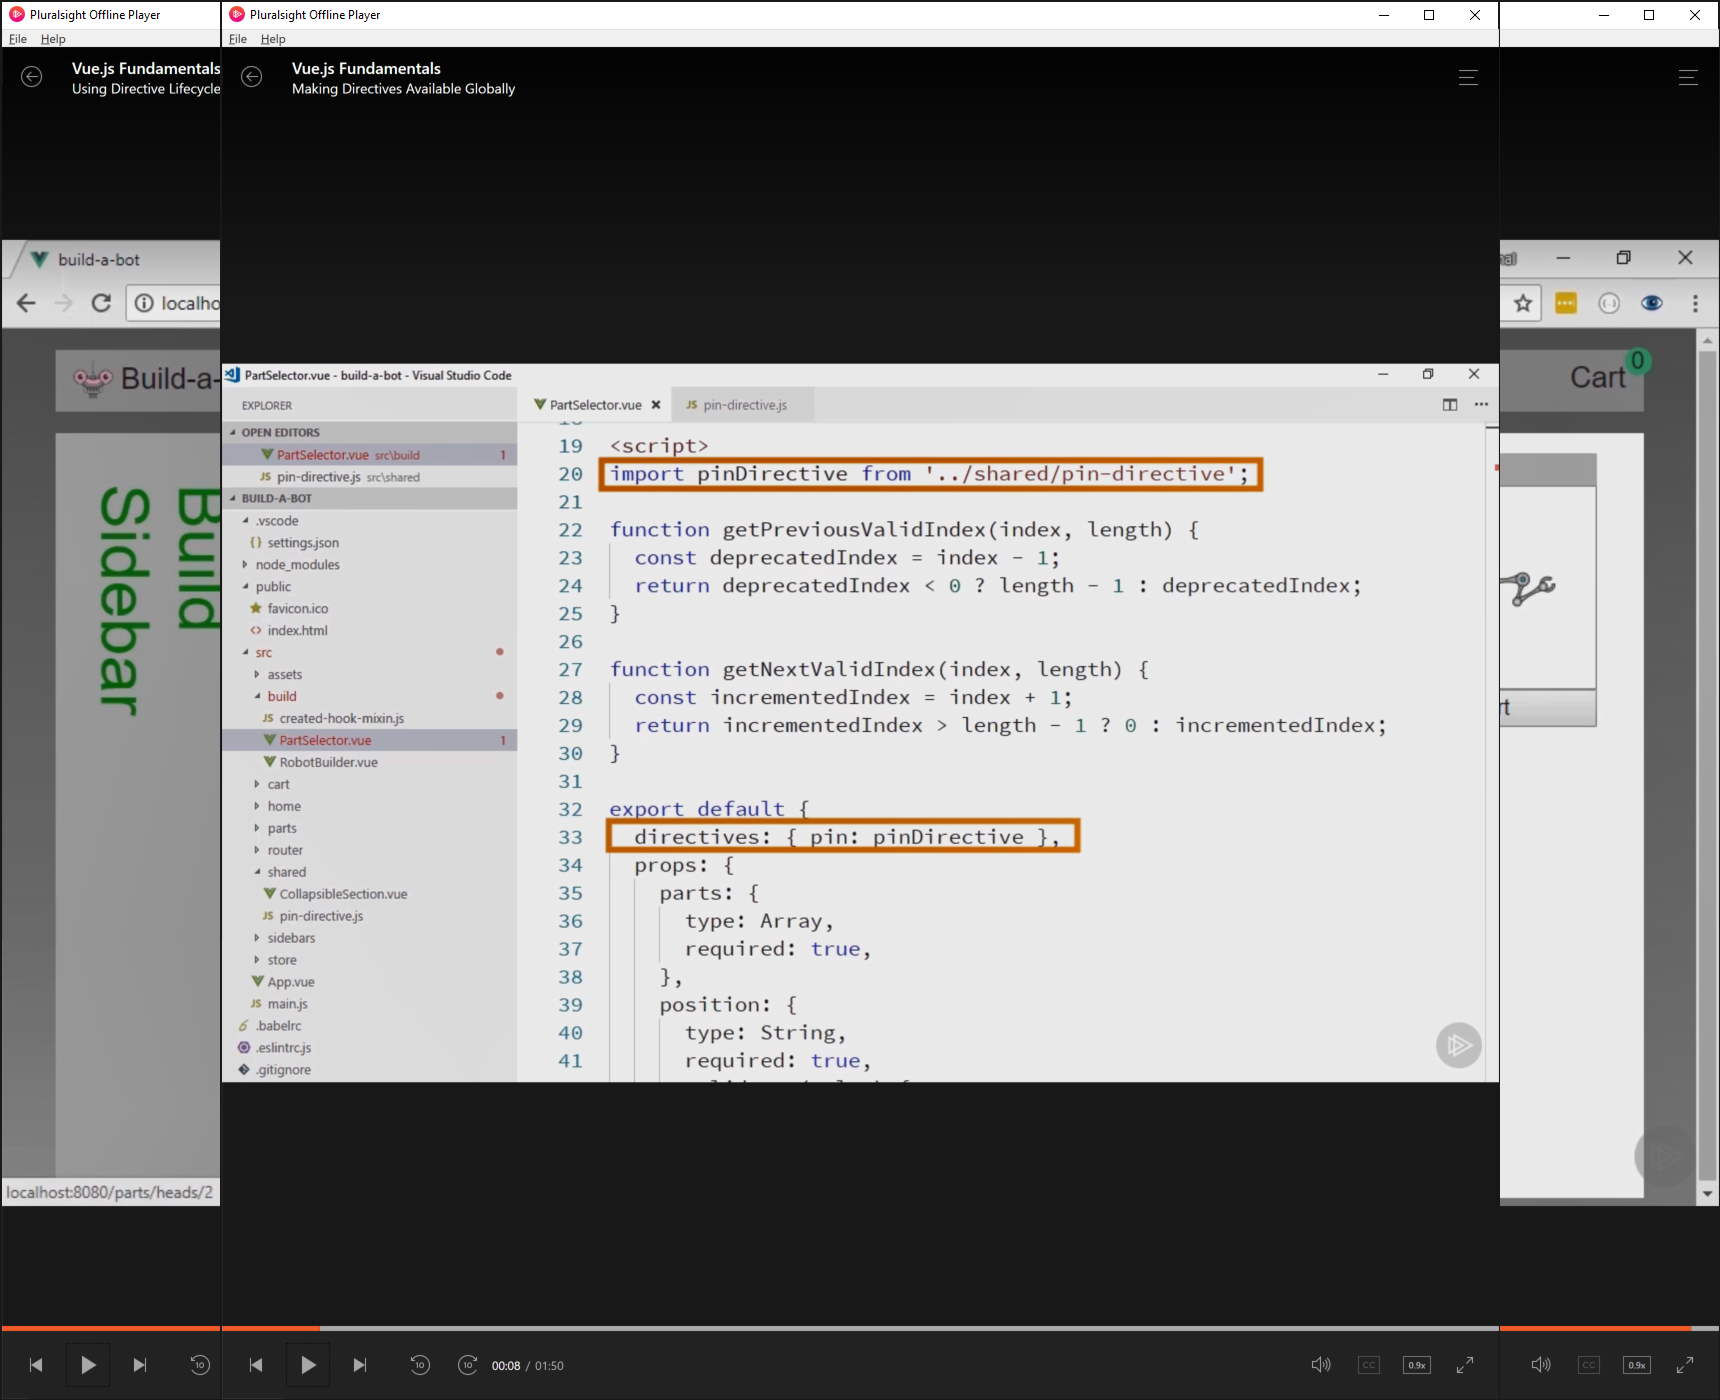 Pluralsight Offline Player
File Help
Vue.js Fundamentals
Using Directive Lifecycle
build-a-bot
localho
Build-a-
Build
Sidebar
localhost:8080/parts/heads/2
10
Pluralsight Offline Player
File Help
Vue.js Fundamentals
Making Directives Available Globally
PartSelector.vue - build-a-bot - Visual Studio Code
EXPLORER
OPEN EDITORS
PartSelector.vue src\build 1
JS pin-directive.js src\shared
BUILD-A-BOT
.vscode
{} settings.json
node_modules
public
favicon.ico
<> index.html
src
assets
build
JS created-hook-mixin.js
PartSelector.vue 1
RobotBuilder.vue
cart
home
parts
router
shared
CollapsibleSection.vue
JS pin-directive.js
sidebars
store
App.vue
JS main.js
.babelrc
.eslintrc.js
.gitignore
PartSelector.vue JS pin-directive.js
19 <script>
20 import pinDirective from '../shared/pin-directive';
21
22 function getPreviousValidIndex(index, length) {
23 const deprecatedIndex = index - 1;
24 return deprecatedIndex < 0 ? length - 1 : deprecatedIndex;
25 }
26
27 function getNextValidIndex(index, length) {
28 const incrementedIndex = index + 1;
29 return incrementedIndex > length - 1 ? 0 : incrementedIndex;
30 }
31
32 export default {
33 directives: { pin: pinDirective },
34 props: {
35 parts: {
36 type: Array,
37 required: true,
38 },
39 position: {
40 type: String,
41 required: true,
10 10 00:08 / 01:50 CC 0.9x
Cart 0
rt
CC 0.9x